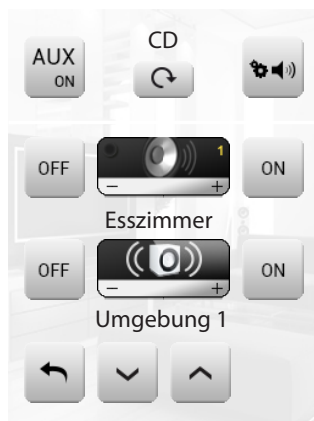 CD
AUX
ON
OFF
1
− +
ON
Esszimmer
OFF
− +
ON
Umgebung 1